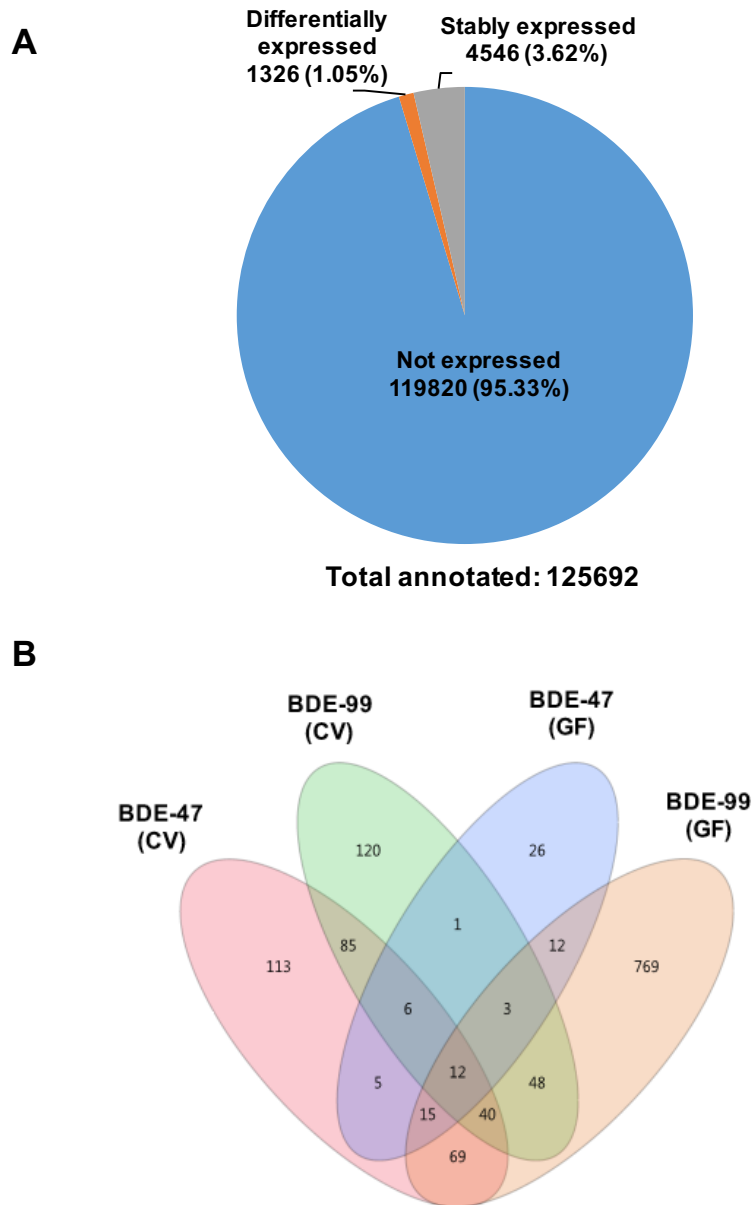 A
Differentially
expressed
1326 (1.05%)
Stably expressed
4546 (3.62%)
Not expressed
119820 (95.33%)
Total annotated: 125692
B
BDE-99
(CV)
BDE-47
(GF)
BDE-47
(CV)
BDE-99
(GF)
120
26
1
85
12
113
769
6
3
12
5
48
15
40
69